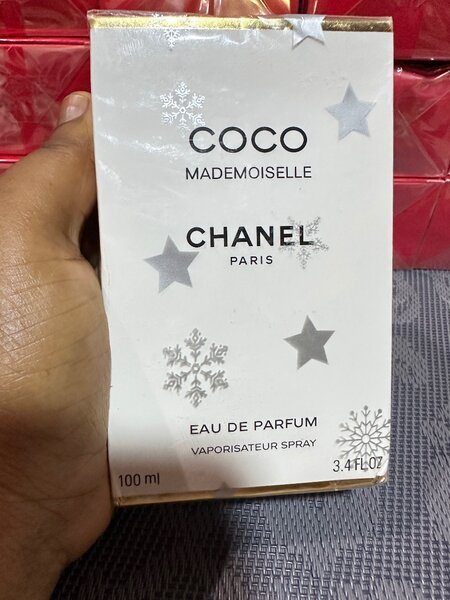 COCO
MADEMOISELLE
CHANEL
PARIS
EAU DE PARFUM
VAPORISATEUR SPRAY
100 ml 3.4 FL OZ